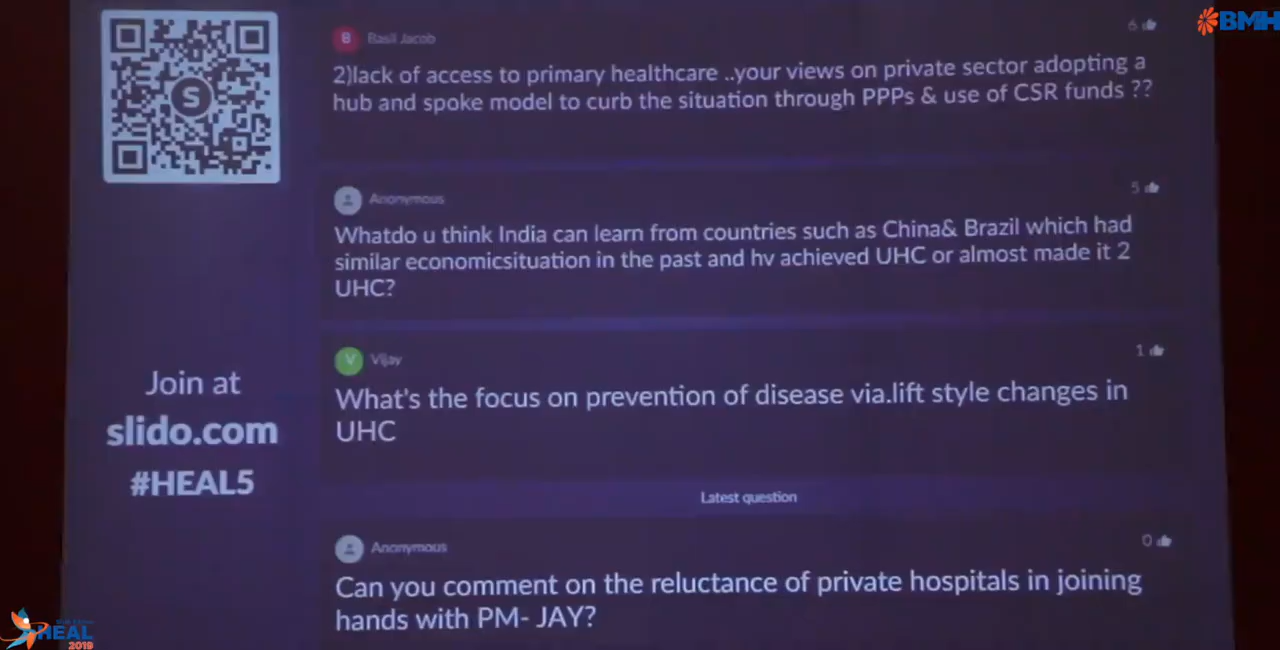 BMH
B Basil Jacob
6
2)lack of access to primary healthcare ..your views on private sector adopting a
hub and spoke model to curb the situation through PPPs & use of CSR funds ??
S
Anonymous
5
Whatdo u think India can learn from countries such as China& Brazil which had
similar economicsituation in the past and hv achieved UHC or almost made it 2
UHC?
V Vijay
1
What's the focus on prevention of disease via.lift style changes in
UHC
Join at
slido.com
#HEAL5
Latest question
Anonymous
0
Can you comment on the reluctance of private hospitals in joining
hands with PM- JAY?
HEAL
2019